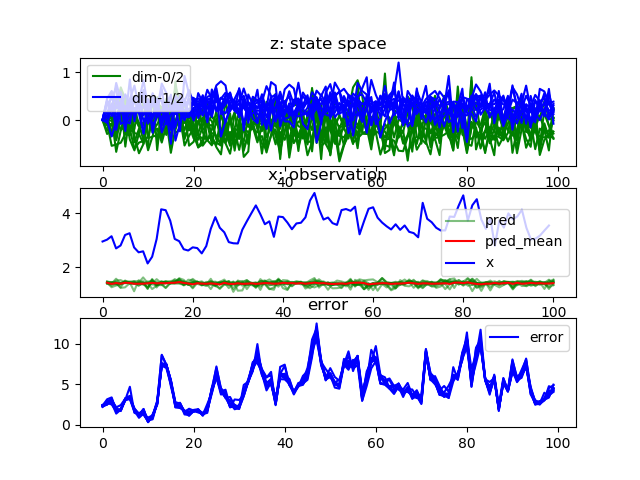 z: state space
1
0
dim-0/2
dim-1/2
0 20 40 60 80 100
x: observation
4
2
pred
pred_mean
x
0 20 40 60 80 100
error
10
5
0
error
0 20 40 60 80 100